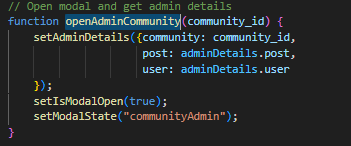 // Open modal and get admin details
function openAdminCommunity(community_id) {
    setAdminDetails({community: community_id,
                     post: adminDetails.post,
                     user: adminDetails.user
    });
    setIsModalOpen(true);
    setModalState("communityAdmin");
}